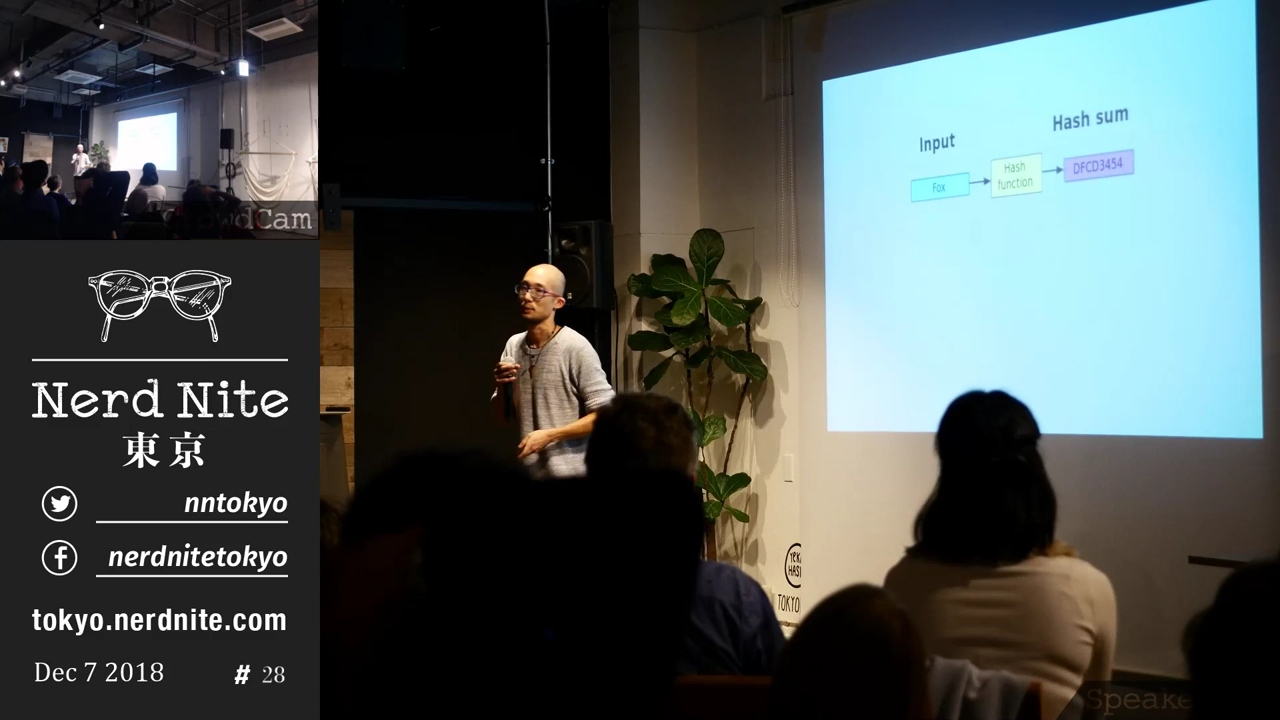 Nerd Nite
東京
nntokyo
nerdnitetokyo
tokyo.nerdnite.com
Dec 7 2018 # 28
Input
Hash sum
Fox
Hash
function
DFCD3454
TOKYO